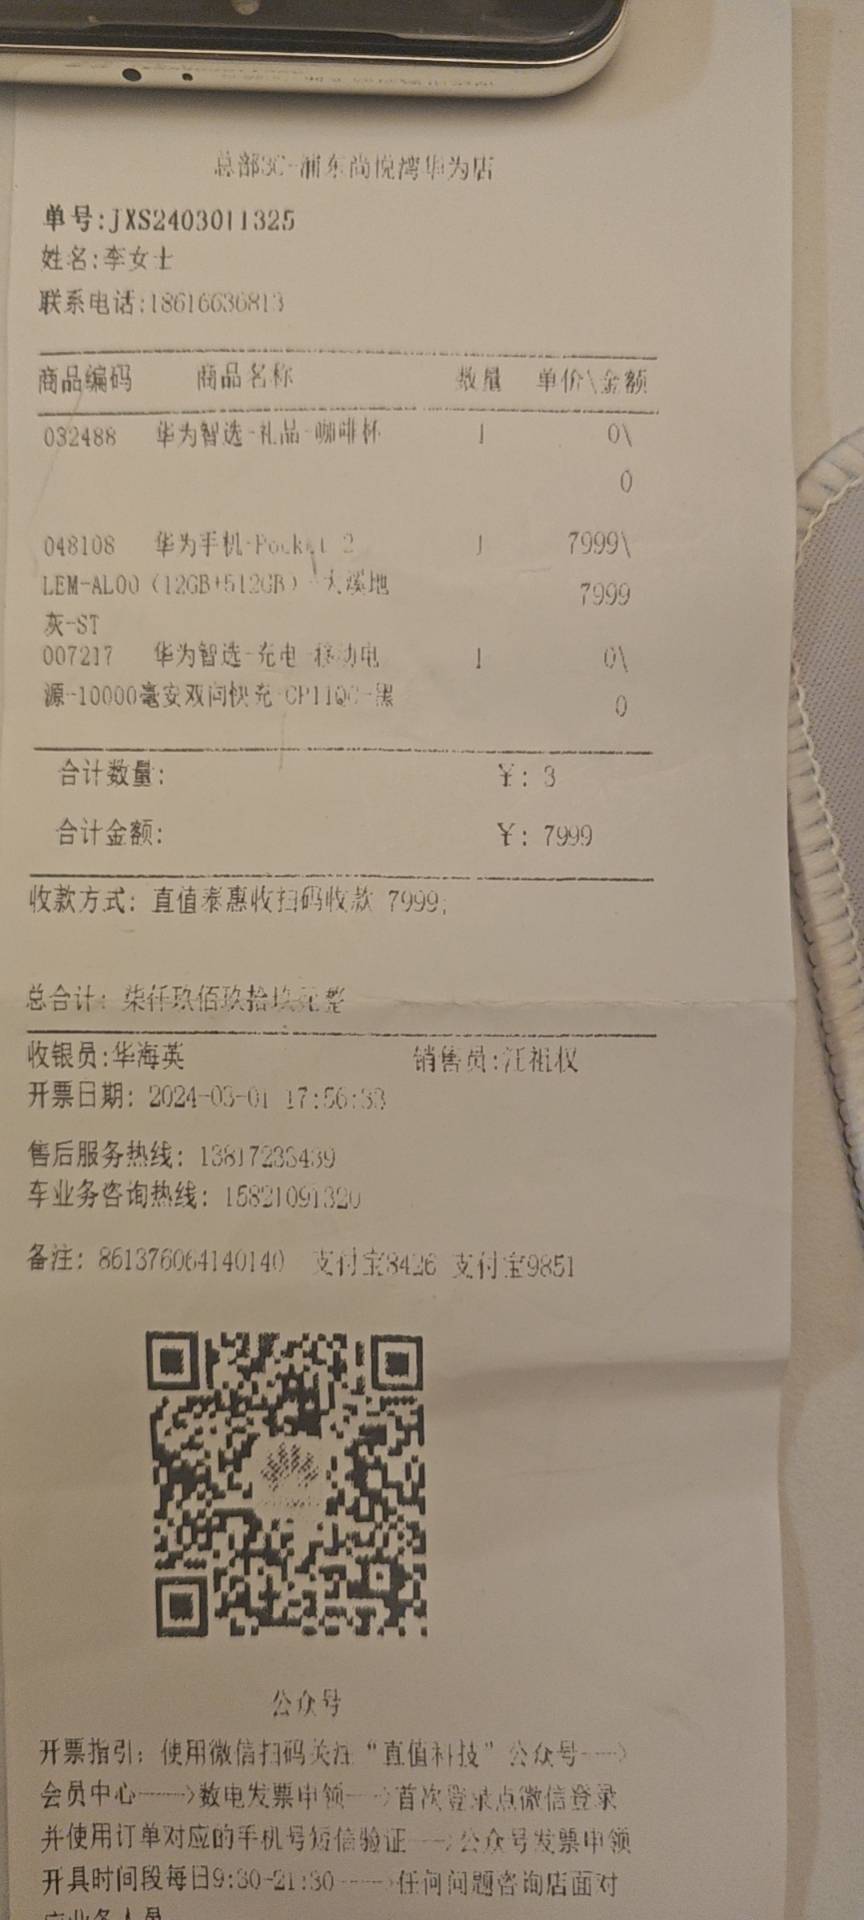 总部3C-浦东尚悦湾华为店
单号:JXS2403011325
姓名:李女士
联系电话:18616636813
商品编码 商品名称 数量 单价\金额
032488 华为智选-礼品-咖啡杯 1 0\
0
048108 华为手机-Pocket 2 1 7999\
LEM-AL00（12GB+512GB）-大溪地 7999
灰-ST
007217 华为智选-充电-移动电 1 0\
源-10000毫安双向快充-CP11QC-黑 0
合计数量: ¥: 3
合计金额: ¥: 7999
收款方式: 直值泰惠收扫码收款 7999;
总合计: 柒仟玖佰玖拾玖元整
收银员:华海英 销售员:汪祖权
开票日期: 2024-03-01 17:56:33
售后服务热线: 13817233439
车业务咨询热线: 15821091320
备注: 861376064140140 支付宝8426 支付宝9851
公众号
开票指引: 使用微信扫码关注“直值科技”公众号--->
会员中心---->数电发票申领--->首次登录点微信登录
并使用订单对应的手机号短信验证--->公众号发票申领
开具时间段每日9:30-21:30---->任何问题咨询店面对
应业务人员